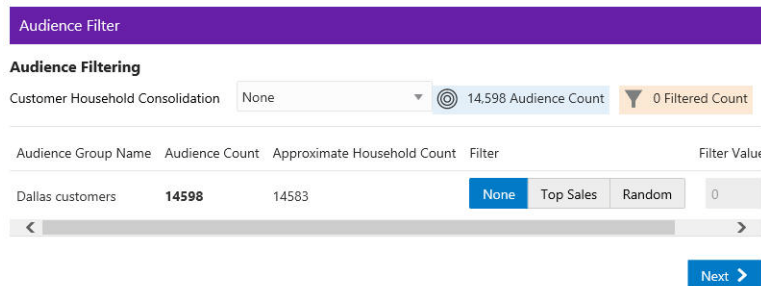 Audience Filter
Audience Filtering
Customer Household Consolidation None 14,598 Audience Count 0 Filtered Count
Audience Group Name Audience Count Approximate Household Count Filter Filter Value
Dallas customers 14598 14583 None Top Sales Random 0
Next